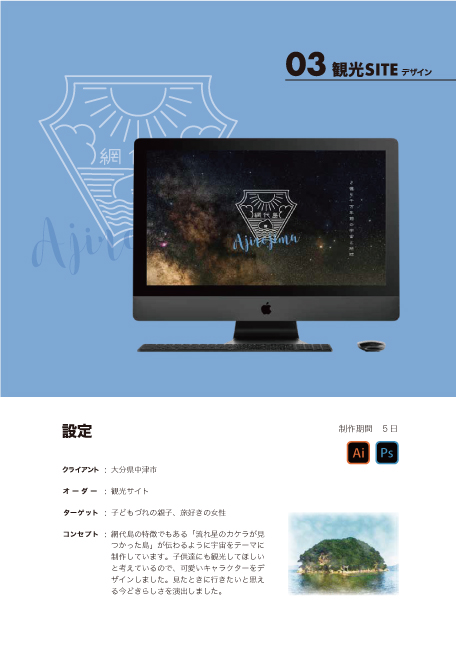 03 観光SITE デザイン
網代
Ajiro
網代島
Ajirojima
設定
制作期間　5日
Ai Ps
クライアント : 大分県中津市
オーダー : 観光サイト
ターゲット : 子どもづれの親子、旅好きの女性
コンセプト : 網代島の特徴でもある「流れ星のカケラが見
つかった島」が伝わるように宇宙をテーマに
制作しています。子供達にも観光してほしい
と考えているので、可愛いキャラクターをデ
ザインしました。見たときに行きたいと思え
る今どきらしさを演出しました。